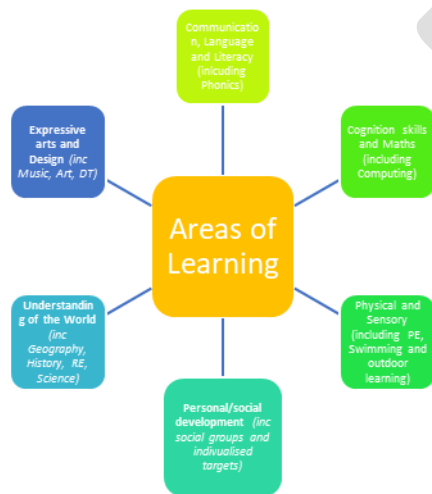 Communicatio
n, Language
and Literacy
(inlcuding
Phonics)
Expressive
arts and
Design (inc
Music, Art, DT)
Cognition skills
and Maths
(including
Computing)
Areas of
Learning
Understandin
g of the World
(inc
Geography,
History, RE,
Science)
Physical and
Sensory
(including PE,
Swimming and
outdoor
learning)
Personal/social
development (inc
social groups and
indivualised
targets)